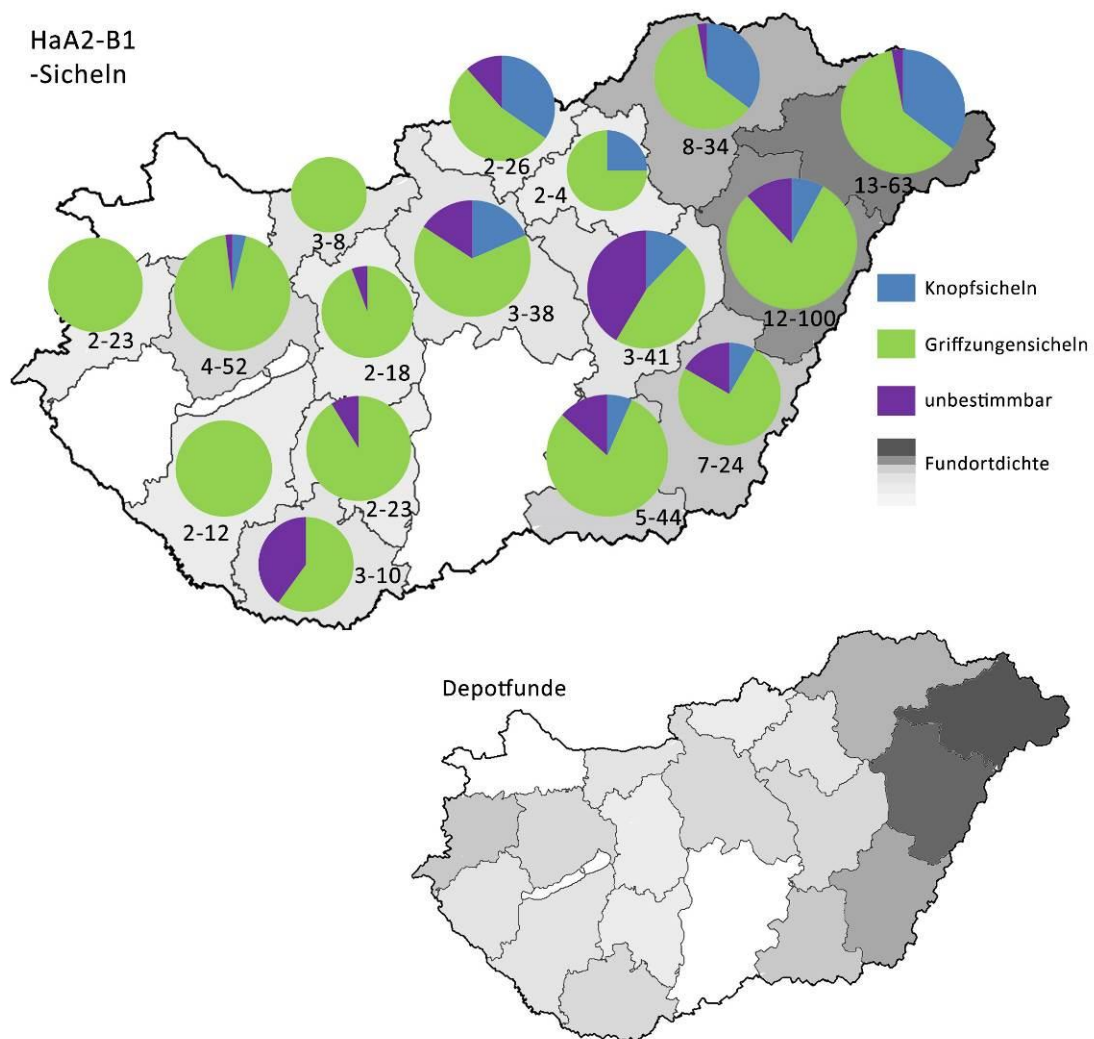 HaA2-B1
-Sicheln
2-26
8-34
13-63
2-4
3-8
3-38
12-100
2-23
4-52
2-18
3-41
7-24
2-12
2-23
5-44
3-10
Knopfsicheln
Griffzungensicheln
unbestimmbar
Fundortdichte
Depotfunde